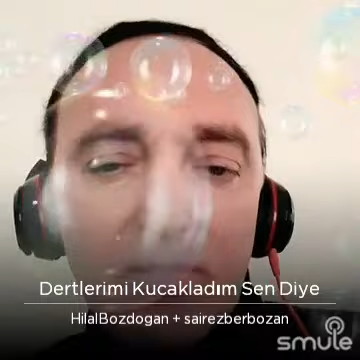 Dertlerimi Kucakladım Sen Diye
HilalBozdogan + sairezberbozan
smule